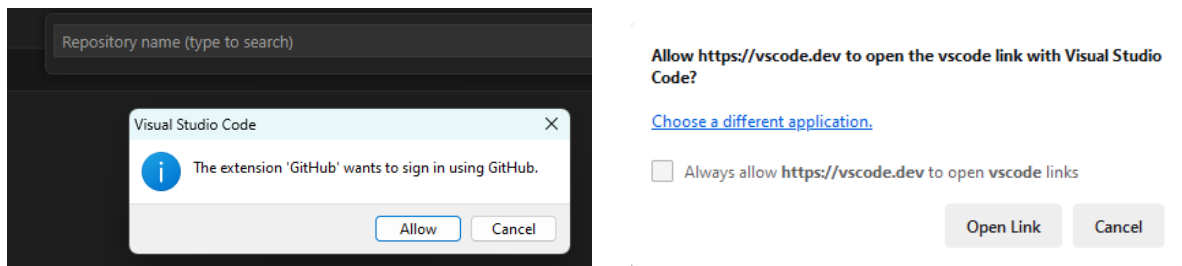 Repository name (type to search)
Visual Studio Code
The extension 'GitHub' wants to sign in using GitHub.
Allow
Cancel
Allow https://vscode.dev to open the vscode link with Visual Studio
Code?
Choose a different application.
Always allow https://vscode.dev to open vscode links
Open Link
Cancel